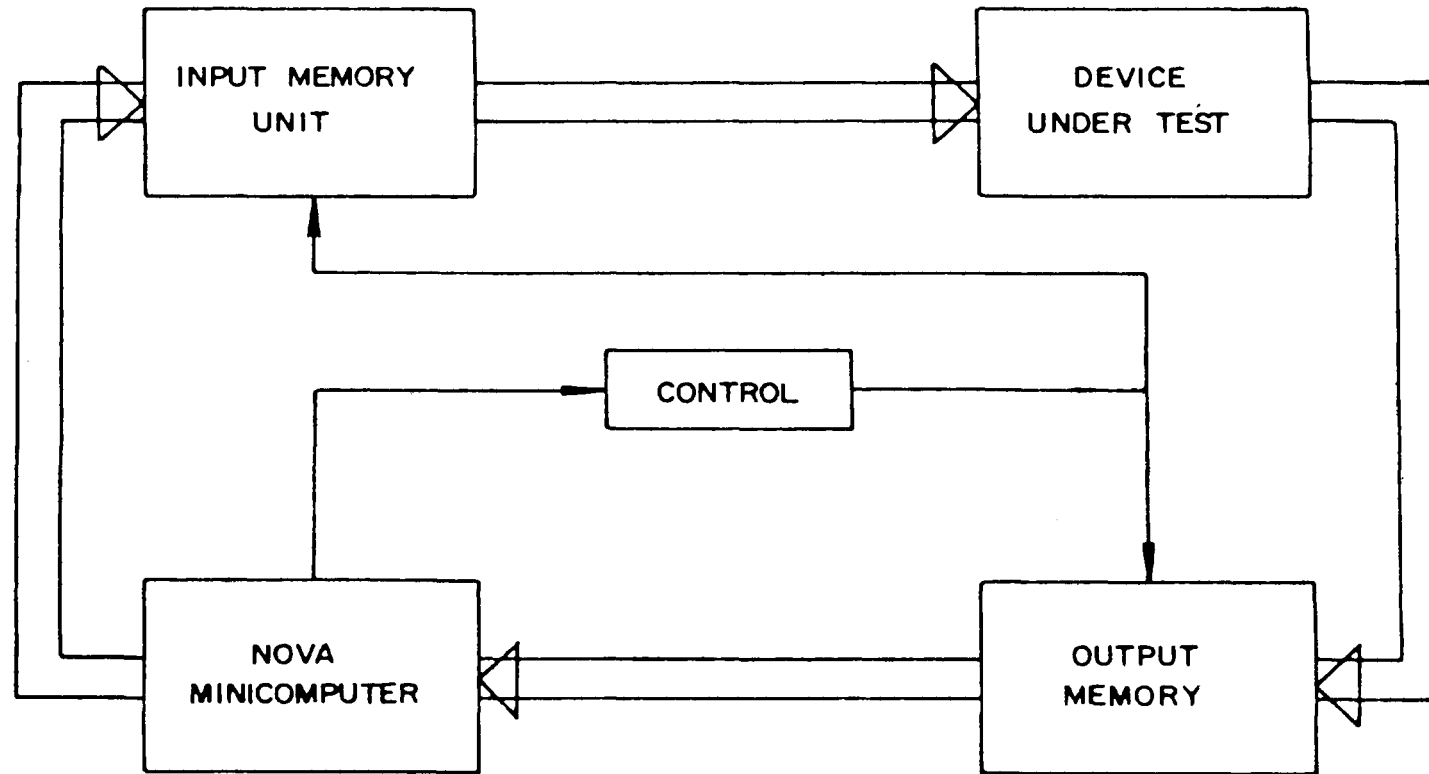 INPUT MEMORY
UNIT
DEVICE
UNDER TEST
CONTROL
NOVA
MINICOMPUTER
OUTPUT
MEMORY